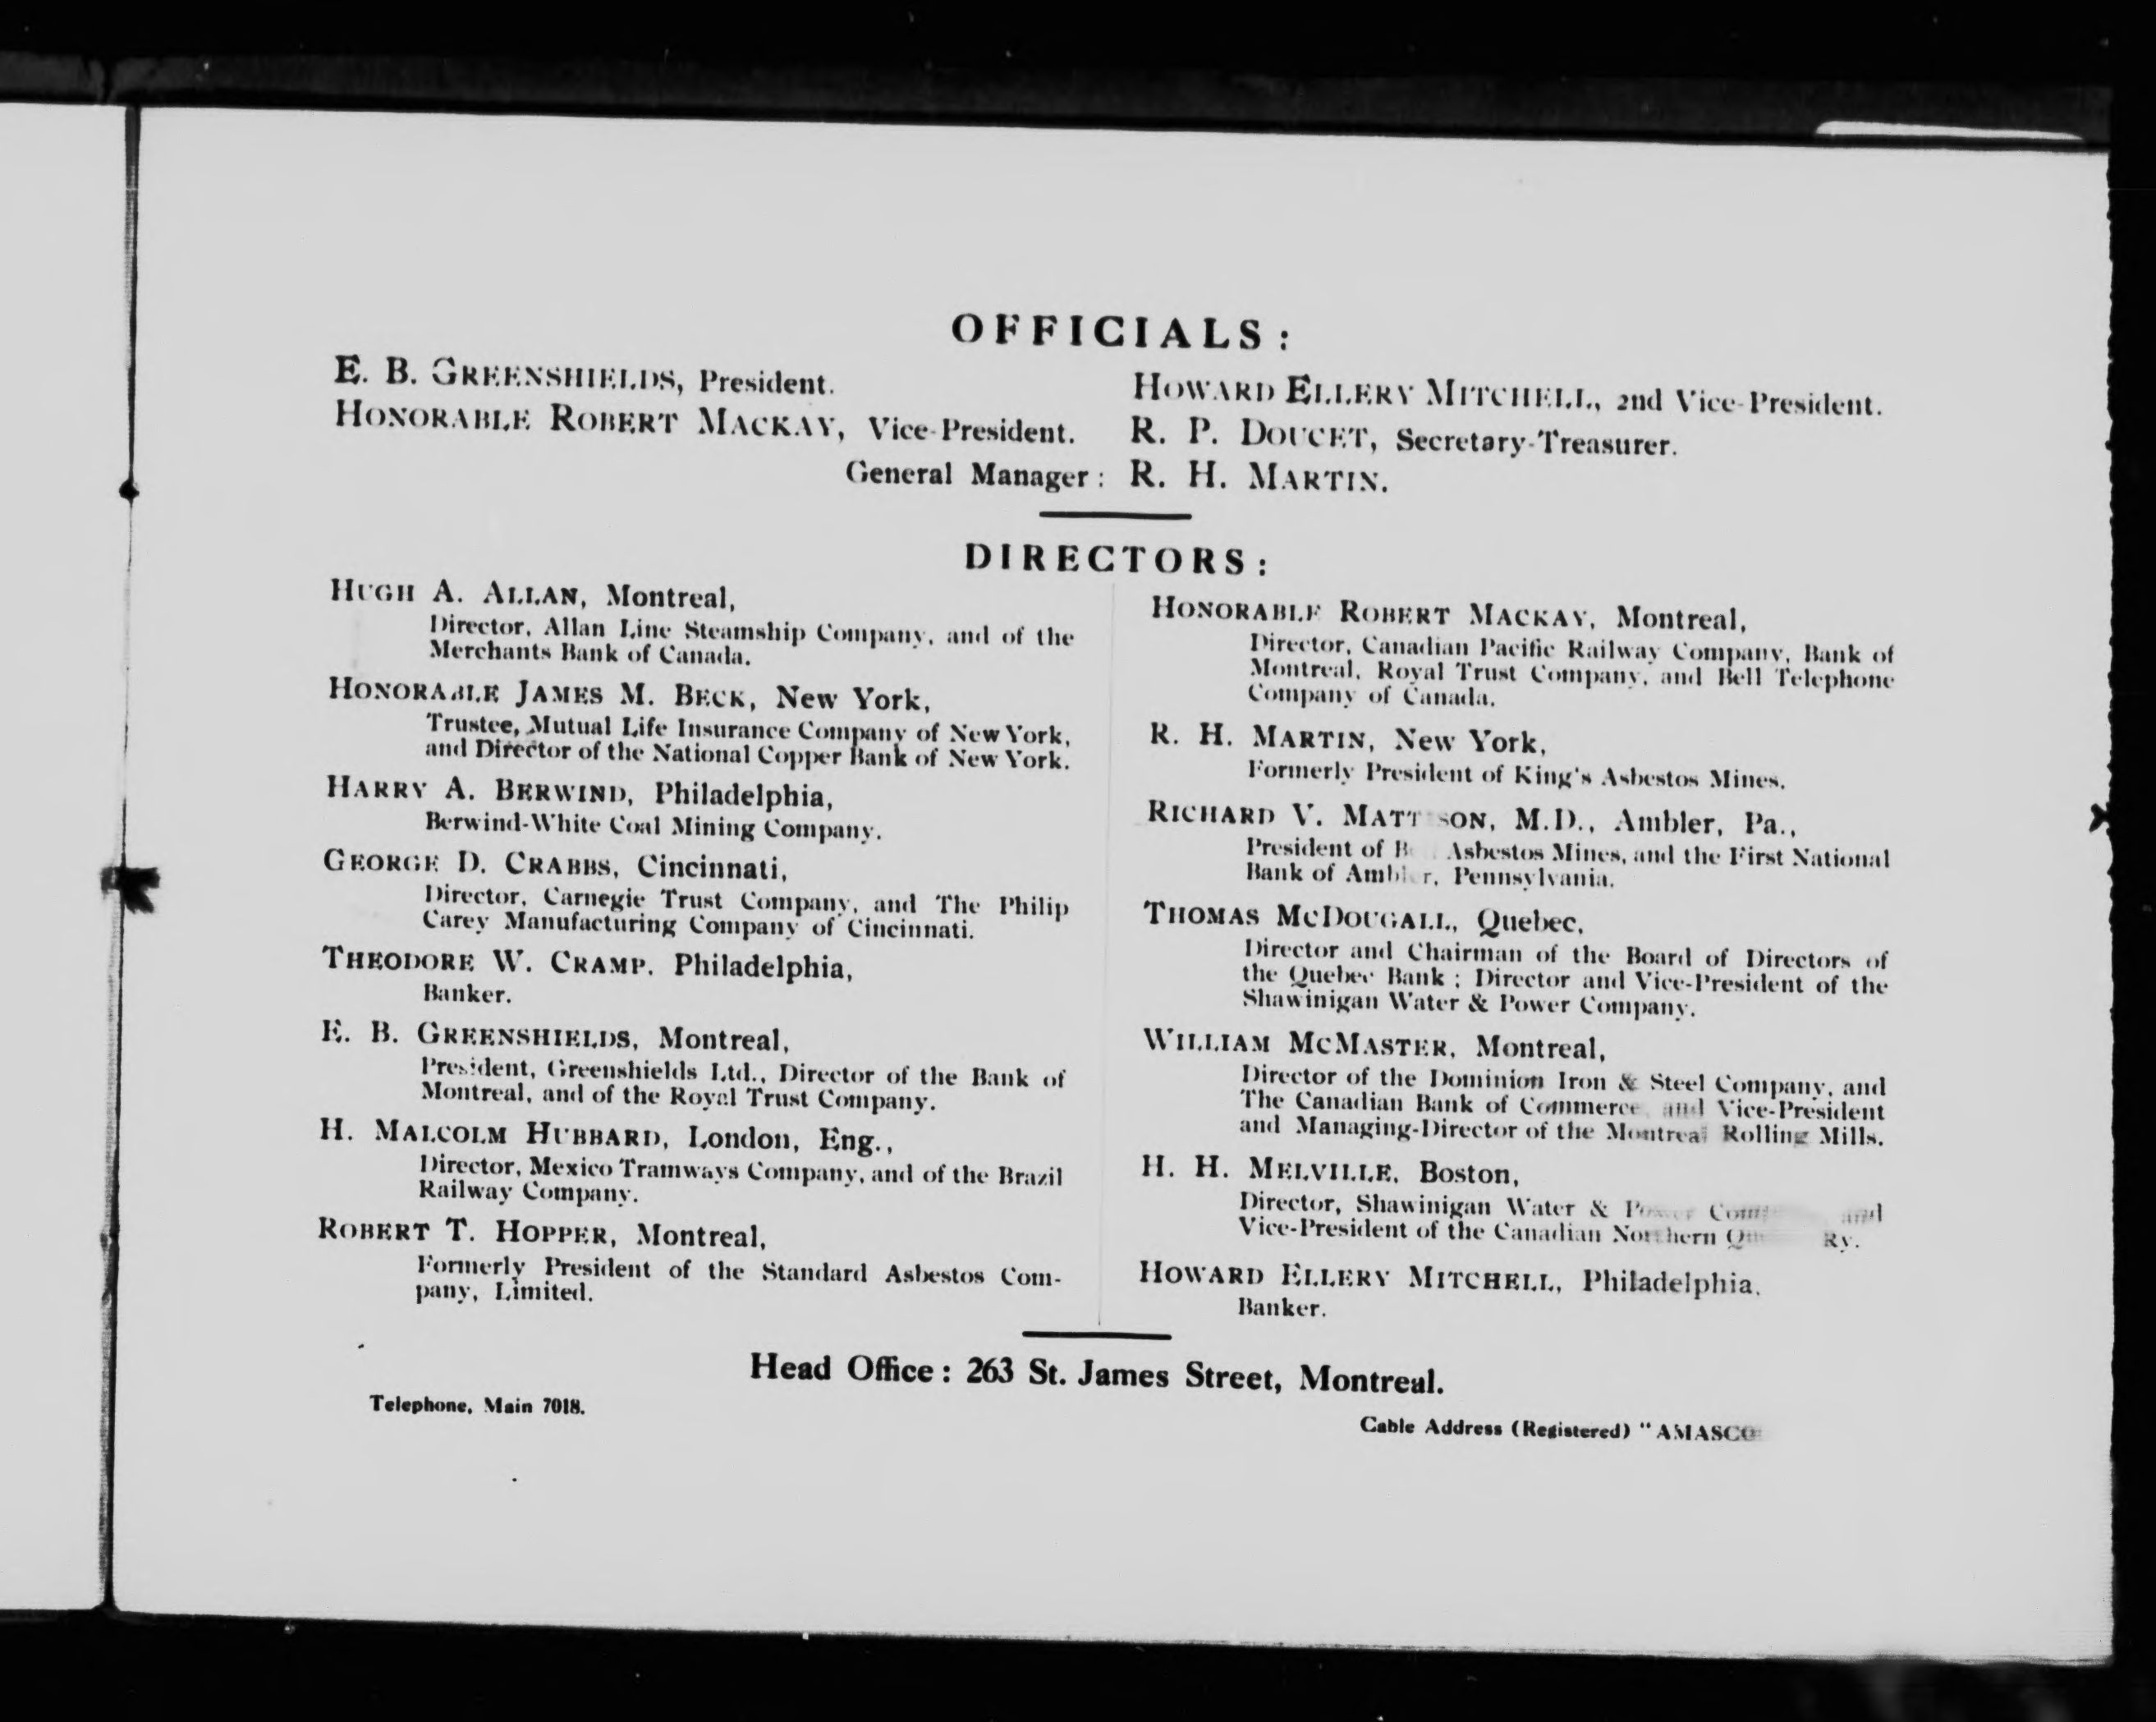 OFFICIALS:
E. B. GREENSHIELDS, President.
HONORABLE ROBERT MACKAY, Vice-President.
HOWARD ELLERY MITCHELL, 2nd Vice-President.
R. P. DOUCET, Secretary-Treasurer.
General Manager: R. H. MARTIN.
DIRECTORS:
HUGH A. ALLAN, Montreal,
Director, Allan Line Steamship Company, and of the
Merchants Bank of Canada.
HONORABLE JAMES M. BECK, New York,
Trustee, Mutual Life Insurance Company of New York,
and Director of the National Copper Bank of New York.
HARRY A. BERWIND, Philadelphia,
Berwind-White Coal Mining Company.
GEORGE D. CRABBS, Cincinnati,
Director, Carnegie Trust Company, and The Philip
Carey Manufacturing Company of Cincinnati.
THEODORE W. CRAMP, Philadelphia,
Banker.
E. B. GREENSHIELDS, Montreal,
President, Greenshields Ltd., Director of the Bank of
Montreal, and of the Royal Trust Company.
H. MALCOLM HUBBARD, London, Eng.,
Director, Mexico Tramways Company, and of the Brazil
Railway Company.
ROBERT T. HOPPER, Montreal,
Formerly President of the Standard Asbestos Com-
pany, Limited.
HONORABLE ROBERT MACKAY, Montreal,
Director, Canadian Pacific Railway Company, Bank of
Montreal, Royal Trust Company, and Bell Telephone
Company of Canada.
R. H. MARTIN, New York,
Formerly President of King's Asbestos Mines.
RICHARD V. MATTISON, M.D., Ambler, Pa.,
President of Asbestos Mines, and the First National
Bank of Ambler, Pennsylvania.
THOMAS McDOUGALL, Quebec,
Director and Chairman of the Board of Directors of
the Quebec Bank; Director and Vice-President of the
Shawinigan Water & Power Company.
WILLIAM McMASTER, Montreal,
Director of the Dominion Iron & Steel Company, and
The Canadian Bank of Commerce and Vice-President
and Managing-Director of the Montreal Rolling Mills.
H. H. MELVILLE, Boston,
Director, Shawinigan Water & Power and
Vice-President of the Canadian Northern Ry.
HOWARD ELLERY MITCHELL, Philadelphia.
Banker.
Head Office: 263 St. James Street, Montreal.
Telephone, Main 7018.
Cable Address (Registered) "AMASCO